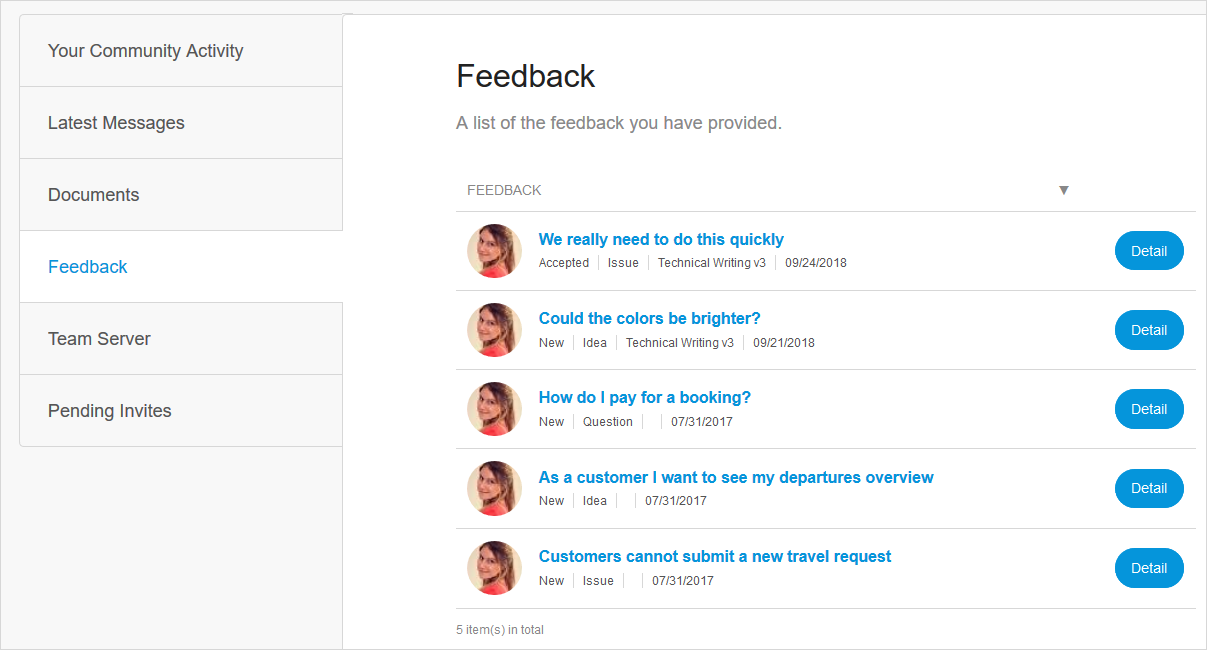 Your Community Activity
Latest Messages
Documents
Feedback
Team Server
Pending Invites
Feedback
A list of the feedback you have provided.
FEEDBACK ▼
We really need to do this quickly
Accepted | Issue | Technical Writing v3 | 09/24/2018
Detail
Could the colors be brighter?
New | Idea | Technical Writing v3 | 09/21/2018
Detail
How do I pay for a booking?
New | Question | | 07/31/2017
Detail
As a customer I want to see my departures overview
New | Idea | | 07/31/2017
Detail
Customers cannot submit a new travel request
New | Issue | | 07/31/2017
Detail
5 item(s) in total